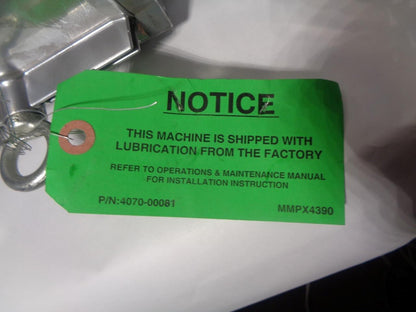 NOTICE
THIS MACHINE IS SHIPPED WITH
LUBRICATION FROM THE FACTORY
REFER TO OPERATIONS & MAINTENANCE MANUAL
FOR INSTALLATION INSTRUCTION
P/N:4070-00081
MMPX4390